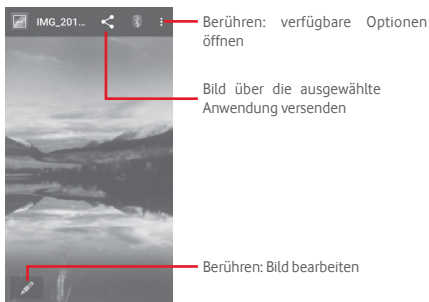 IMG_201...
Berühren: verfügbare Optionen
öffnen
Bild über die ausgewählte
Anwendung versenden
Berühren: Bild bearbeiten